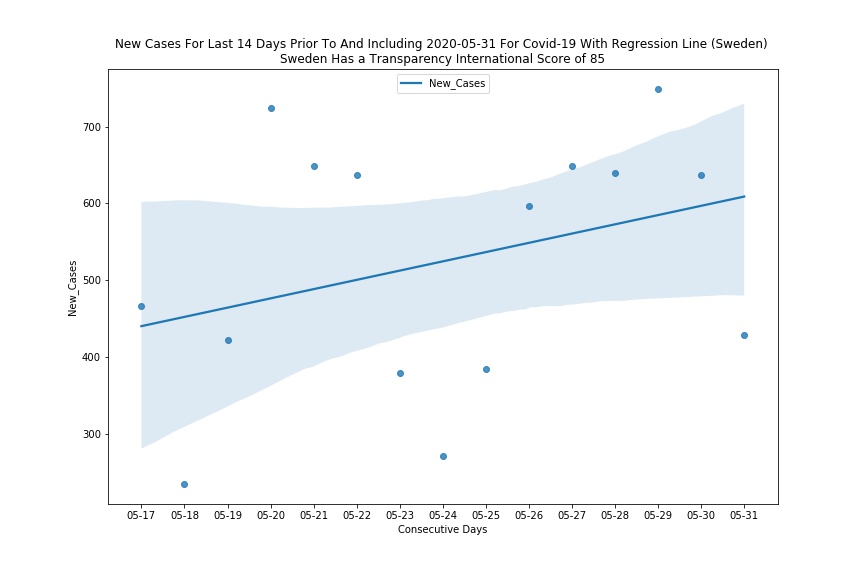 New Cases For Last 14 Days Prior To And Including 2020-05-31 For Covid-19 With Regression Line (Sweden)
Sweden Has a Transparency International Score of 85
New_Cases
700
600
500
400
300
New_Cases
05-17 05-18 05-19 05-20 05-21 05-22 05-23 05-24 05-25 05-26 05-27 05-28 05-29 05-30 05-31
Consecutive Days